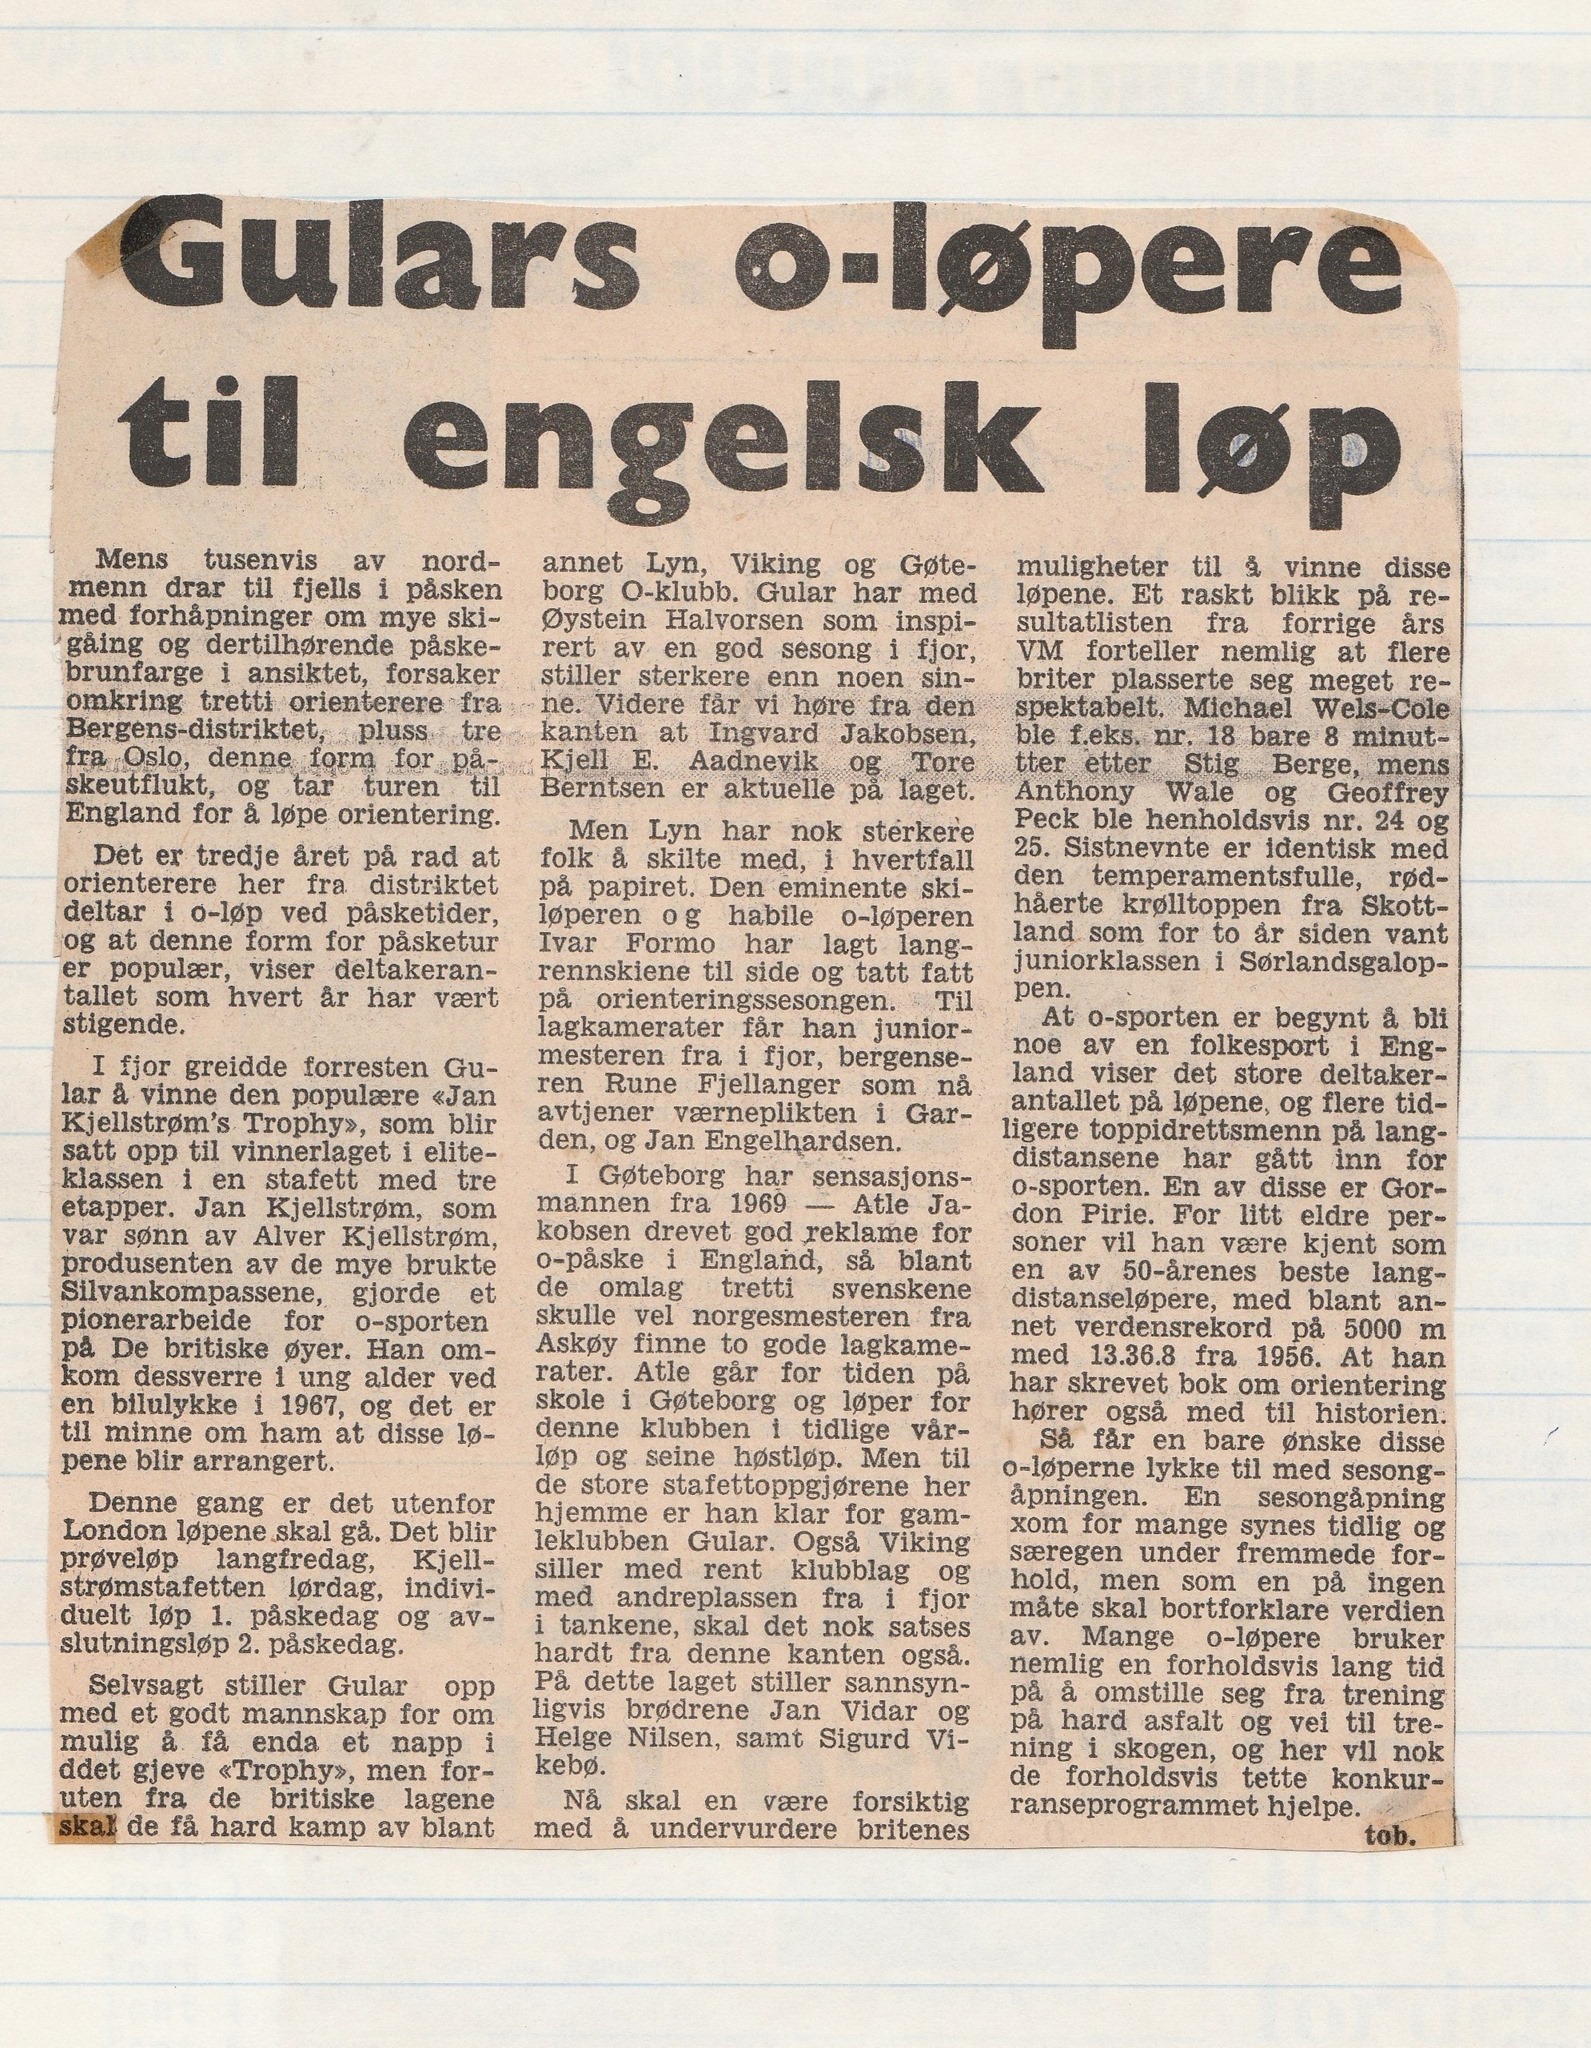 Gulars o-løpere
til engelsk løp
Mens tusenvis av nord-
menn drar til fjells i påsken
med forhåpninger om mye ski-
gåing og dertilhørende påske-
brunfarge i ansiktet, forsaker
omkring tretti orienterere fra
Bergens-distriktet, pluss tre
fra Oslo, denne form for på-
skeutflukt, og tar turen til
England for å løpe orientering.
Det er tredje året på rad at
orienterere her fra distriktet
deltar i o-løp ved påsketider,
og at denne form for påsketur
er populær, viser deltakeran-
tallet som hvert år har vært
stigende.
I fjor greidde forresten Gu-
lar å vinne den populære «Jan
Kjellstrøm's Trophy», som blir
satt opp til vinnerlaget i elite-
klassen i en stafett med tre
etapper. Jan Kjellstrøm, som
var sønn av Alver Kjellstrøm,
produsenten av de mye brukte
Silvankompassene, gjorde et
pionerarbeide for o-sporten
på De britiske øyer. Han om-
kom dessverre i ung alder ved
en bilulykke i 1967, og det er
til minne om ham at disse lø-
pene blir arrangert.
Denne gang er det utenfor
London løpene skal gå. Det blir
prøveløp langfredag, Kjell-
strømstafetten lørdag, indivi-
duelt løp 1. påskedag og av-
slutningsløp 2. påskedag.
Selvsagt stiller Gular opp
med et godt mannskap for om
mulig å få enda et napp i
ddet gjeve «Trophy», men for-
uten fra de britiske lagene
skal de få hard kamp av blant
annet Lyn, Viking og Gøte-
borg O-klubb. Gular har med
Øystein Halvorsen som inspi-
rert av en god sesong i fjor,
stiller sterkere enn noen sin-
ne. Videre får vi høre fra den
kanten at Ingvard Jakobsen,
Kjell E. Aadnevik og Tore
Berntsen er aktuelle på laget.
Men Lyn har nok sterkere
folk å skilte med, i hvertfall
på papiret. Den eminente ski-
løperen og habile o-løperen
Ivar Formo har lagt lang-
rennskiene til side og tatt fatt
på orienteringssesongen. Til
lagkamerater får han junior-
mesteren fra i fjor, bergense-
ren Rune Fjellanger som nå
avtjener værneplikten i Gar-
den, og Jan Engelhardsen.
I Gøteborg har sensasjons-
mannen fra 1969 — Atle Ja-
kobsen drevet god reklame for
o-påske i England, så blant
de omlag tretti svenskene
skulle vel norgesmesteren fra
Askøy finne to gode lagkame-
rater. Atle går for tiden på
skole i Gøteborg og løper for
denne klubben i tidlige vår-
løp og seine høstløp. Men til
de store stafettoppgjørene her
hjemme er han klar for gam-
leklubben Gular. Også Viking
siller med rent klubblag og
med andreplassen fra i fjor
i tankene, skal det nok satses
hardt fra denne kanten også.
På dette laget stiller sannsyn-
ligvis brødrene Jan Vidar og
Helge Nilsen, samt Sigurd Vi-
kebø.
Nå skal en være forsiktig
med å undervurdere britenes
muligheter til å vinne disse
løpene. Et raskt blikk på re-
sultatlisten fra forrige års
VM forteller nemlig at flere
briter plasserte seg meget re-
spektabelt. Michael Wels-Cole
ble f.eks. nr. 18 bare 8 minut-
tter etter Stig Berge, mens
Anthony Wale og Geoffrey
Peck ble henholdsvis nr. 24 og
25. Sistnevnte er identisk med
den temperamentsfulle, rød-
håerte krølltoppen fra Skott-
land som for to år siden vant
juniorklassen i Sørlandsgalop-
pen.
At o-sporten er begynt å bli
noe av en folkesport i Eng-
land viser det store deltaker-
antallet på løpene, og flere tid-
ligere toppidrettsmenn på lang-
distansene har gått inn for
o-sporten. En av disse er Gor-
don Pirie. For litt eldre per-
soner vil han være kjent som
en av 50-årenes beste lang-
distanseløpere, med blant an-
net verdensrekord på 5000 m
med 13.36.8 fra 1956. At han
har skrevet bok om orientering
hører også med til historien.
Så får en bare ønske disse
o-løperne lykke til med sesong-
åpningen. En sesongåpning
xom for mange synes tidlig og
særegen under fremmede for-
hold, men som en på ingen
måte skal bortforklare verdien
av. Mange o-løpere bruker
nemlig en forholdsvis lang tid
på å omstille seg fra trening
på hard asfalt og vei til tre-
ning i skogen, og her vil nok
de forholdsvis tette konkur-
ranseprogrammet hjelpe.
tob.